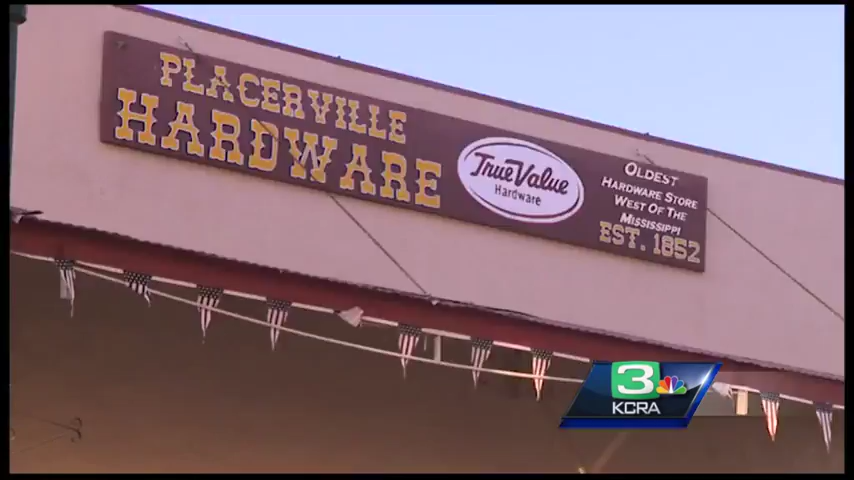 PLACERVILLE
HARDWARE
True Value
Hardware
OLDEST
HARDWARE STORE
WEST OF THE
MISSISSIPPI
EST. 1852
3
KCRA